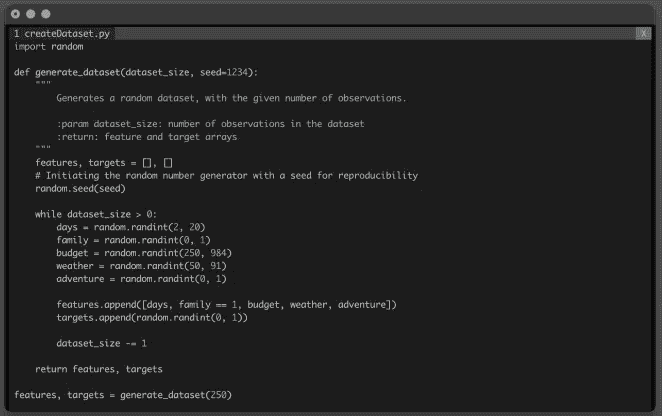 1 createDataset.py X
import random

def generate_dataset(dataset_size, seed=1234):
    """
        Generates a random dataset, with the given number of observations.

        :param dataset_size: number of observations in the dataset
        :return: feature and target arrays
    """
    features, targets = [], []
    # Initiating the random number generator with a seed for reproducibility
    random.seed(seed)

    while dataset_size > 0:
        days = random.randint(2, 20)
        family = random.randint(0, 1)
        budget = random.randint(250, 984)
        weather = random.randint(50, 91)
        adventure = random.randint(0, 1)

        features.append([days, family == 1, budget, weather, adventure])
        targets.append(random.randint(0, 1))

        dataset_size -= 1

    return features, targets

features, targets = generate_dataset(250)